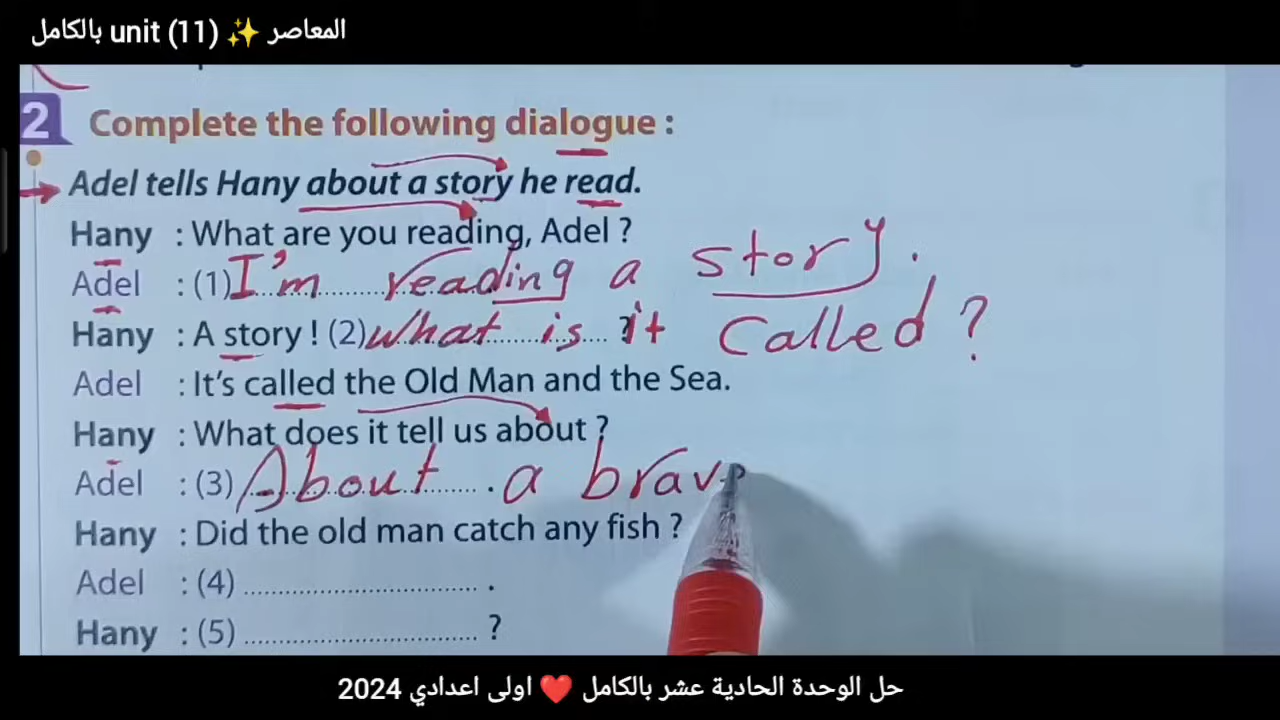 المعاصر ✨ unit (11) بالكامل
2 Complete the following dialogue :
Adel tells Hany about a story he read.
Hany : What are you reading, Adel ?
Adel : (1) I'm reading a story.
Hany : A story ! (2) What is it called ?
Adel : It's called the Old Man and the Sea.
Hany : What does it tell us about ?
Adel : (3) About a brav
Hany : Did the old man catch any fish ?
Adel : (4) .............................. .
Hany : (5) .............................. ?
حل الوحدة الحادية عشر بالكامل ❤️ اولى اعدادي 2024